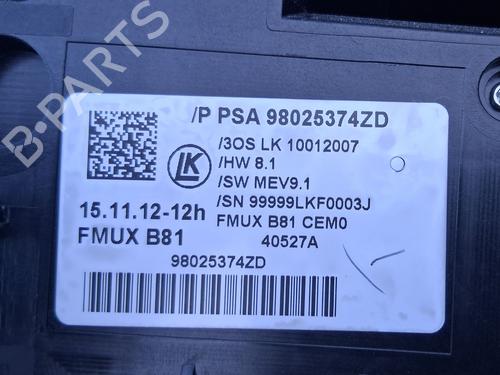 /P PSA 98025374ZD
/3OS LK 10012007
/HW 8.1
/SW MEV9.1
/SN 99999LKF0003J
LK
15.11.12-12h
FMUX B81 CEM0
FMUX B81
40527A
98025374ZD
B-Parts